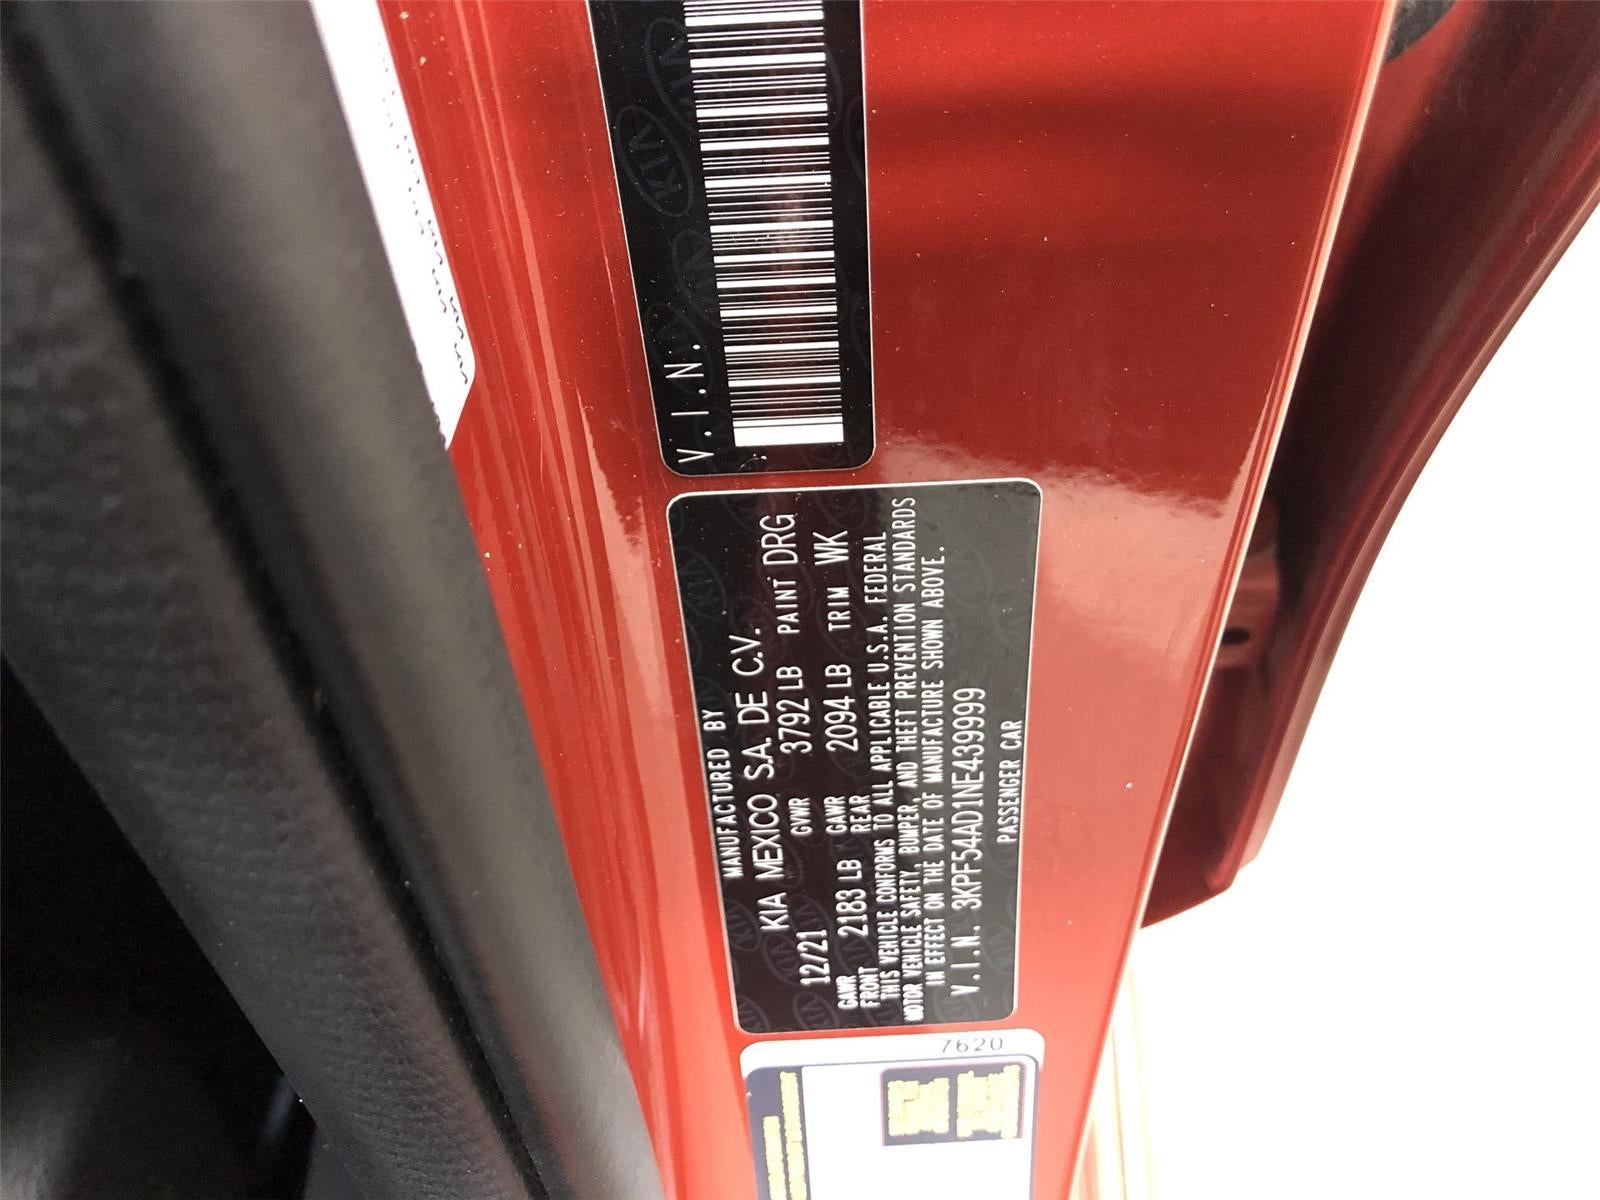 V.I.N.
KIA
MANUFACTURED BY
KIA MEXICO S.A. DE C.V.
12/21 GVWR 3792 LB PAINT DRG
GAWR FRONT 2183 LB GAWR REAR 2094 LB TRIM WK
THIS VEHICLE CONFORMS TO ALL APPLICABLE U.S.A. FEDERAL
MOTOR VEHICLE SAFETY, BUMPER, AND THEFT PREVENTION STANDARDS
IN EFFECT ON THE DATE OF MANUFACTURE SHOWN ABOVE.
V.I.N. 3KPF54AD1NE439999
PASSENGER CAR
7620